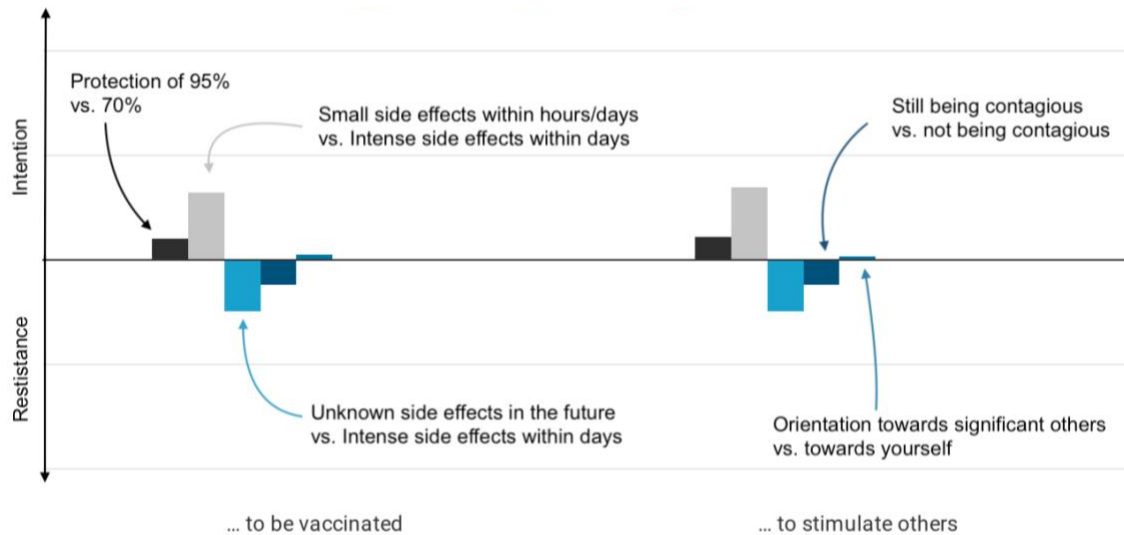 Protection of 95%
vs. 70%
Small side effects within hours/days
vs. Intense side effects within days
Still being contagious
vs. not being contagious
Intention
Restistance
Unknown side effects in the future
vs. Intense side effects within days
Orientation towards significant others
vs. towards yourself
... to be vaccinated
... to stimulate others